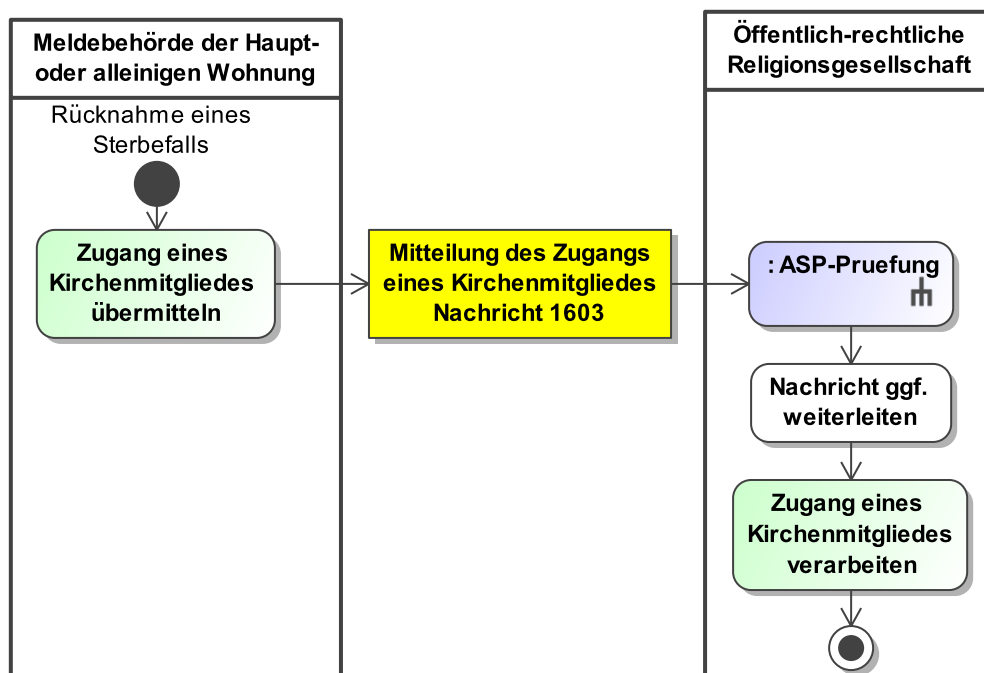 Meldebehörde der Haupt-
oder alleinigen Wohnung
Rücknahme eines
Sterbefalls
Zugang eines
Kirchenmitgliedes
übermitteln
Mitteilung des Zugangs
eines Kirchenmitgliedes
Nachricht 1603
Öffentlich-rechtliche
Religionsgesellschaft
: ASP-Pruefung
Nachricht ggf.
weiterleiten
Zugang eines
Kirchenmitgliedes
verarbeiten